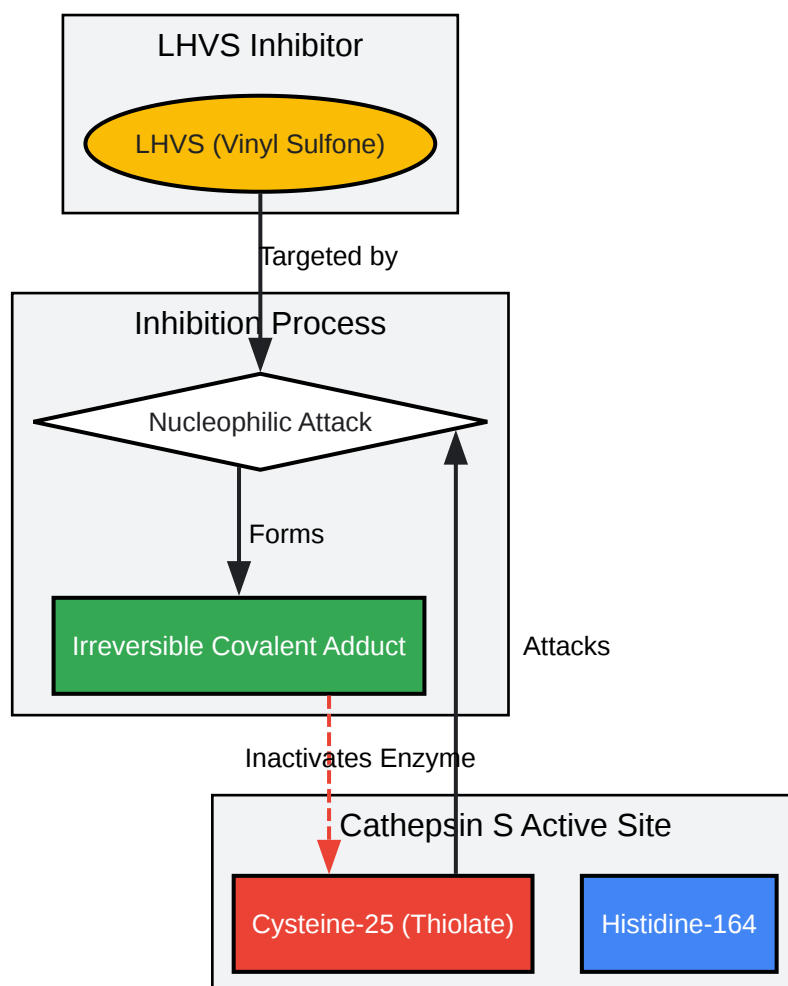 LHVS Inhibitor
LHVS (Vinyl Sulfone)
Targeted by
Inhibition Process
Nucleophilic Attack
Forms
Irreversible Covalent Adduct
Attacks
Inactivates Enzyme
Cathepsin S Active Site
Cysteine-25 (Thiolate)
Histidine-164